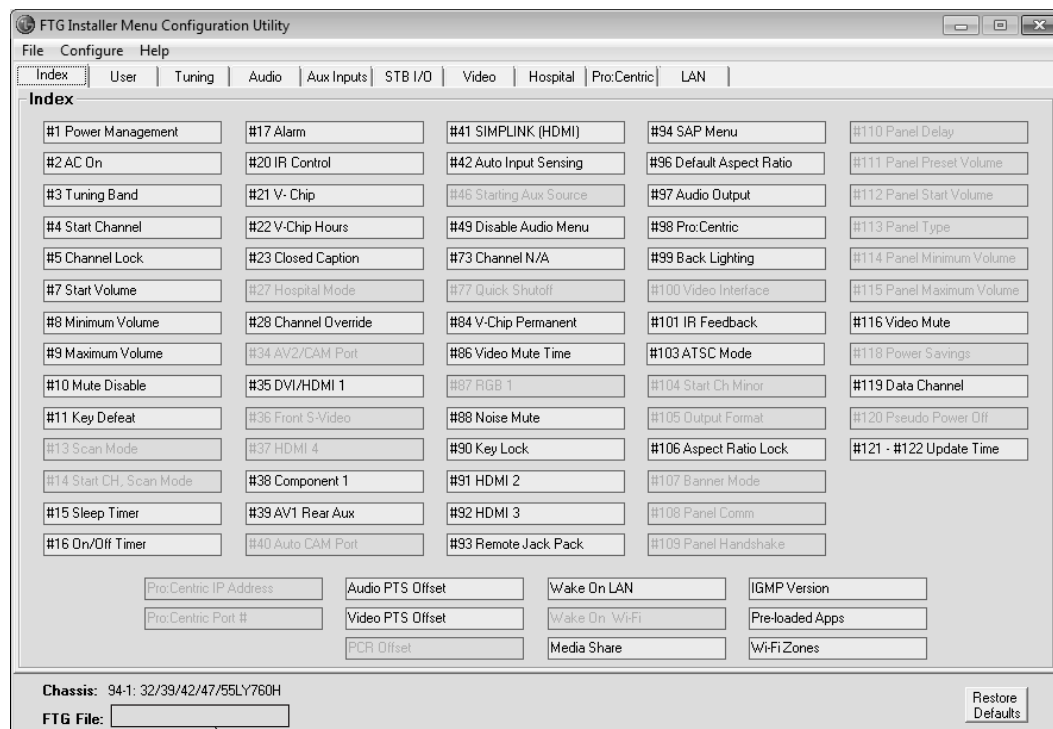 FTG Installer Menu Configuration Utility
File Configure Help
Index User Tuning Audio Aux Inputs STB I/O Video Hospital Pro:Centric LAN
Index
#1 Power Management #17 Alarm #41 SIMPLINK (HDMI) #94 SAP Menu #110 Panel Delay
#2 AC On #20 IR Control #42 Auto Input Sensing #96 Default Aspect Ratio #111 Panel Preset Volume
#3 Tuning Band #21 V- Chip #46 Starting Aux Source #97 Audio Output #112 Panel Start Volume
#4 Start Channel #22 V-Chip Hours #49 Disable Audio Menu #98 Pro:Centric #113 Panel Type
#5 Channel Lock #23 Closed Caption #73 Channel N/A #99 Back Lighting #114 Panel Minimum Volume
#7 Start Volume #27 Hospital Mode #77 Quick Shutoff #100 Video Interface #115 Panel Maximum Volume
#8 Minimum Volume #28 Channel Override #84 V-Chip Permanent #101 IR Feedback #116 Video Mute
#9 Maximum Volume #34 AV2/CAM Port #86 Video Mute Time #103 ATSC Mode #118 Power Savings
#10 Mute Disable #35 DVI/HDMI 1 #87 RGB 1 #104 Start Ch Minor #119 Data Channel
#11 Key Defeat #36 Front S-Video #88 Noise Mute #105 Output Format #120 Pseudo Power Off
#13 Scan Mode #37 HDMI 4 #90 Key Lock #106 Aspect Ratio Lock #121 - #122 Update Time
#14 Start CH, Scan Mode #38 Component 1 #91 HDMI 2 #107 Banner Mode
#15 Sleep Timer #39 AV1 Rear Aux #92 HDMI 3 #108 Panel Comm
#16 On/Off Timer #40 Auto CAM Port #93 Remote Jack Pack #109 Panel Handshake
Pro:Centric IP Address Audio PTS Offset Wake On LAN IGMP Version
Pro:Centric Port # Video PTS Offset Wake On Wi-Fi Pre-loaded Apps
PCR Offset Media Share Wi-Fi Zones
Chassis: 94-1: 32/39/42/47/55LY760H
FTG File:
Restore
Defaults